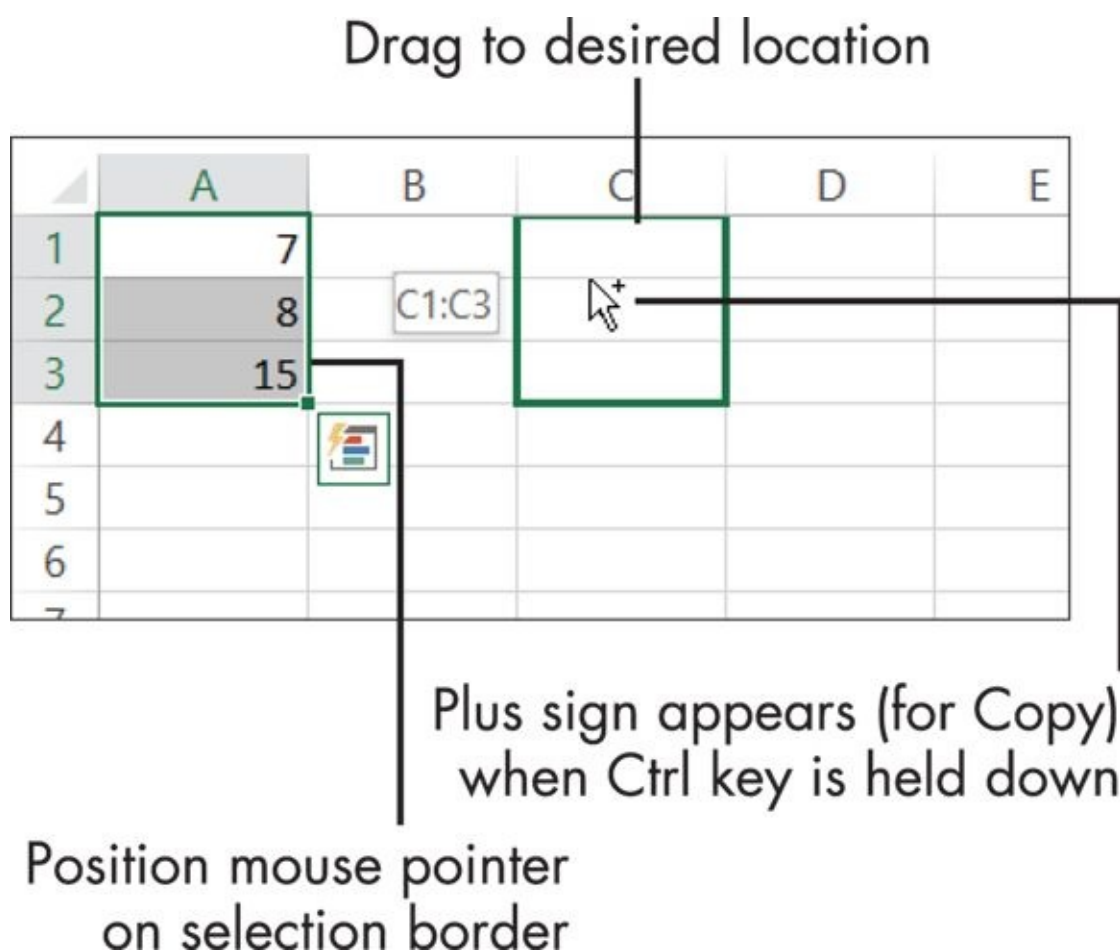 Drag to desired location
A B C D E
1 7
2 8 C1:C3
3 15
4
5
6
7
Plus sign appears (for Copy)
when Ctrl key is held down
Position mouse pointer
on selection border